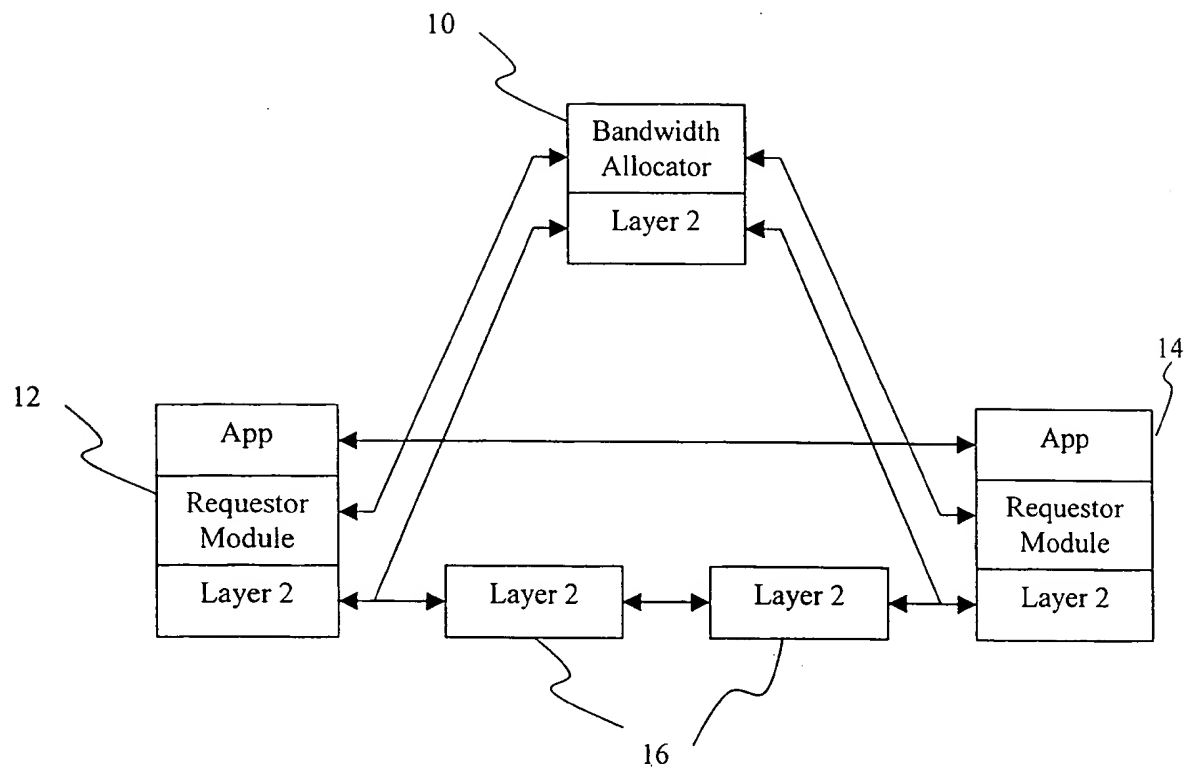 10
Bandwidth
Allocator
Layer 2
14
12
App
App
Requestor
Module
Requestor
Module
Layer 2
Layer 2
Layer 2
Layer 2
16